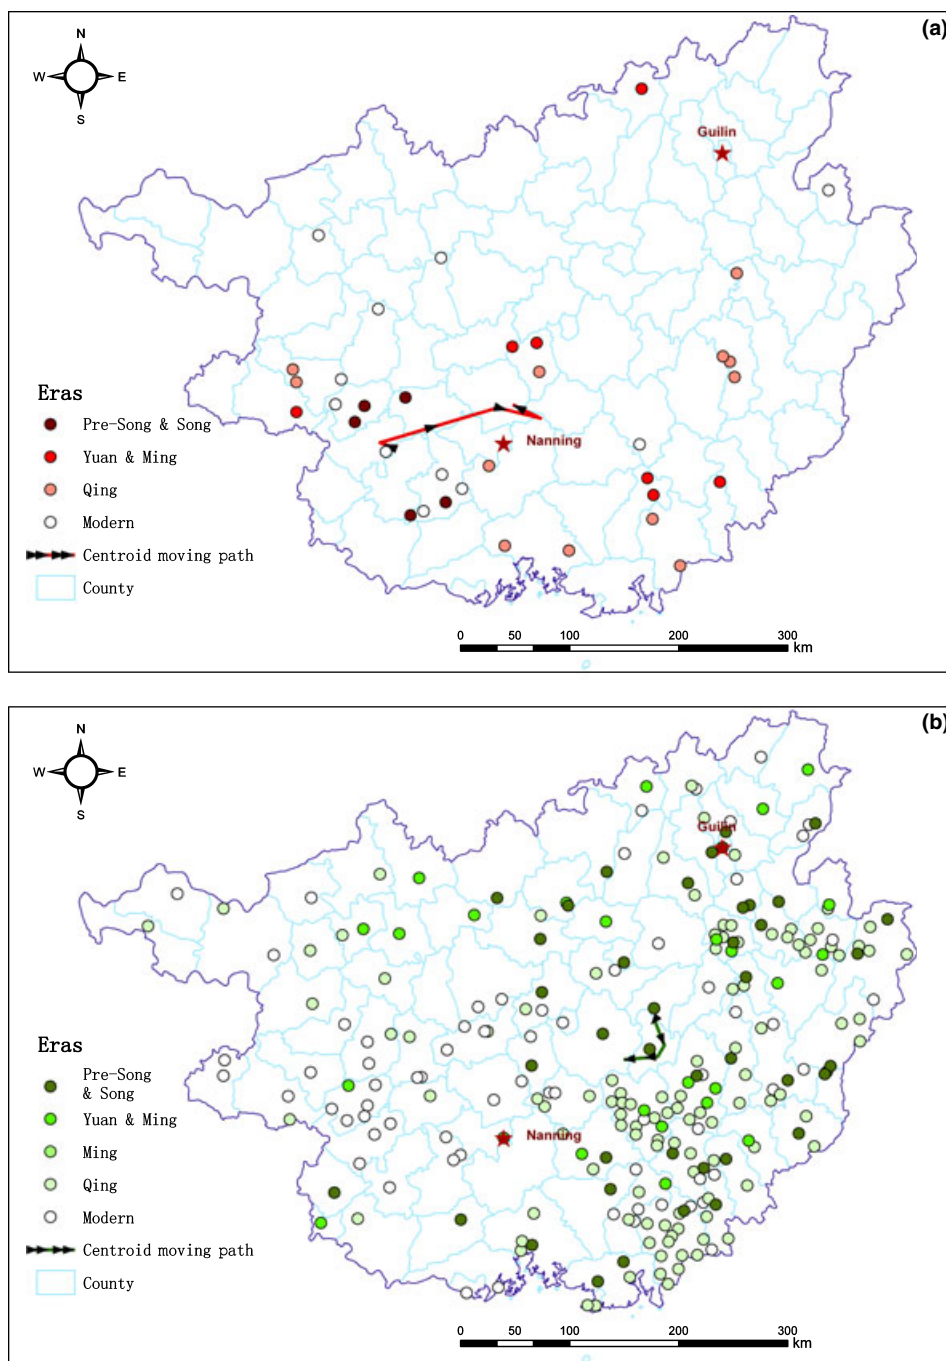 (a)
N
W E
S
Guilin
Eras
Pre-Song & Song
Yuan & Ming
Nanning
Qing
Modern
Centroid moving path
County
0 50 100 200 300
km
(b)
N
W E
S
Guilin
Eras
Pre-Song
& Song
Yuan & Ming
Nanning
Ming
Qing
Modern
Centroid moving path
County
0 50 100 200 300
km